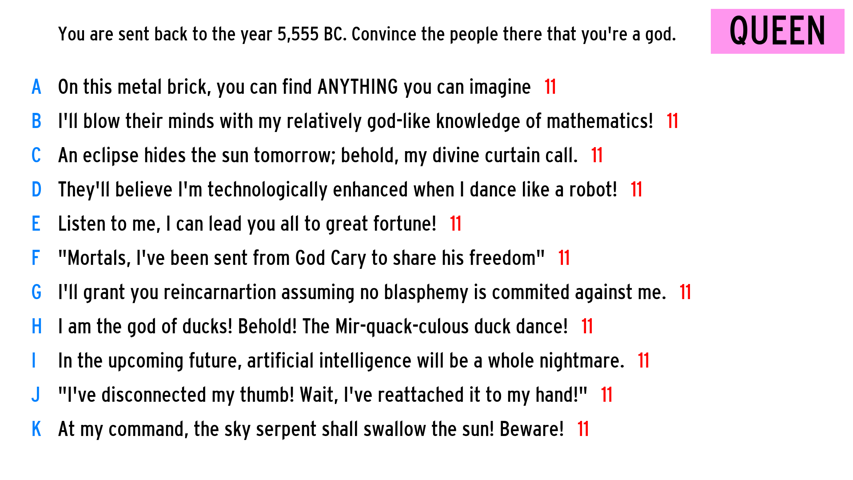 You are sent back to the year 5,555 BC. Convince the people there that you're a god.
QUEEN
A On this metal brick, you can find ANYTHING you can imagine 11
B I'll blow their minds with my relatively god-like knowledge of mathematics! 11
C An eclipse hides the sun tomorrow; behold, my divine curtain call. 11
D They'll believe I'm technologically enhanced when I dance like a robot! 11
E Listen to me, I can lead you all to great fortune! 11
F "Mortals, I've been sent from God Cary to share his freedom" 11
G I'll grant you reincarnartion assuming no blasphemy is commited against me. 11
H I am the god of ducks! Behold! The Mir-quack-culous duck dance! 11
I In the upcoming future, artificial intelligence will be a whole nightmare. 11
J "I've disconnected my thumb! Wait, I've reattached it to my hand!" 11
K At my command, the sky serpent shall swallow the sun! Beware! 11